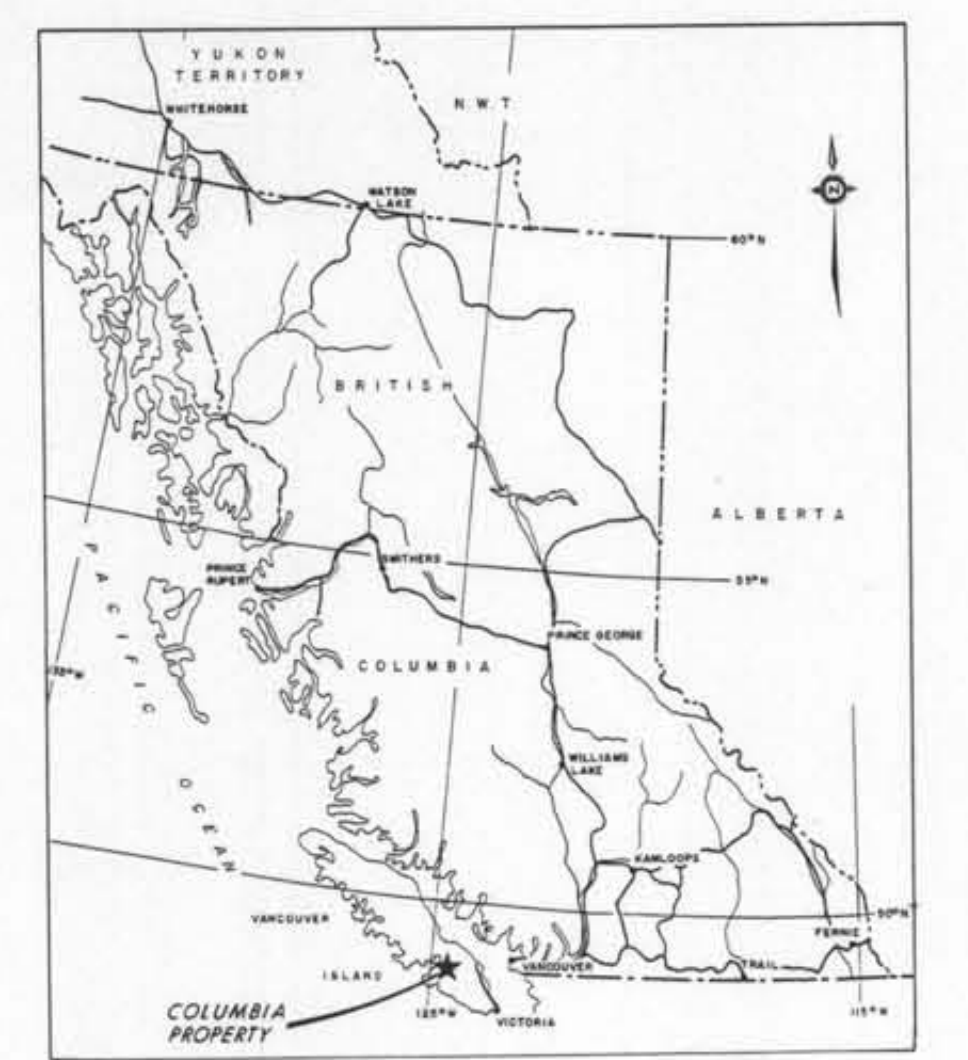 YUKON
TERRITORY
N.W.T
WHITEHORSE
WATSON
LAKE
N
60°N
BRITISH
ALBERTA
SMITHERS
PRINCE
RUPERT
55°N
PACIFIC OCEAN
PRINCE GEORGE
COLUMBIA
WILLIAMS
LAKE
KAMLOOPS
50°N
VANCOUVER
ISLAND
FERNIE
VANCOUVER
TRAIL
COLUMBIA
PROPERTY
125°W
VICTORIA
115°W